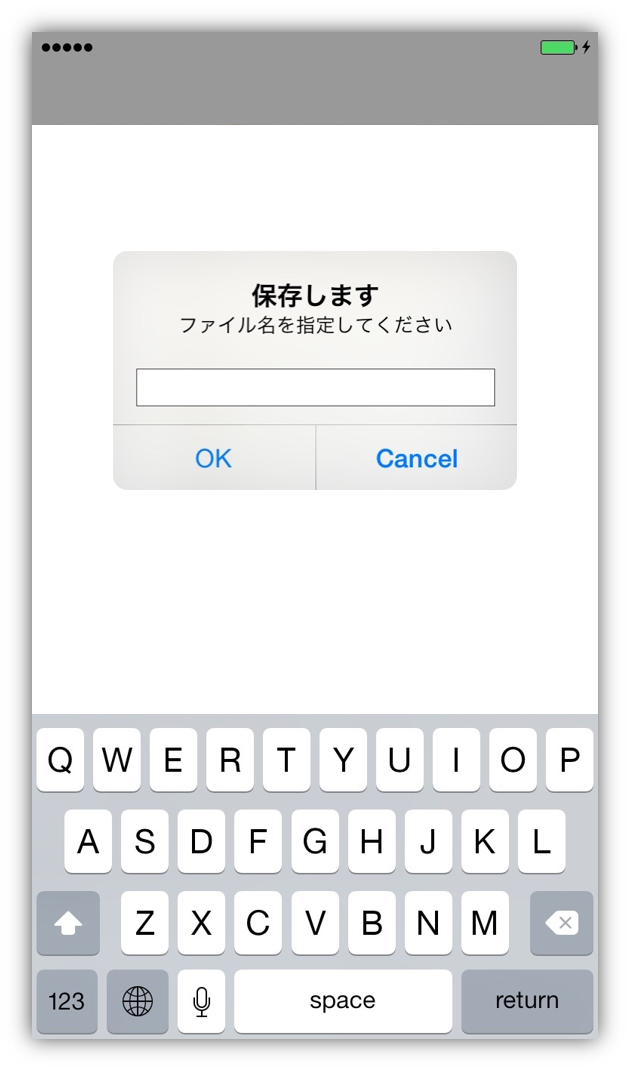 保存します
ファイル名を指定してください
OK Cancel
Q W E R T Y U I O P
A S D F G H J K L
Z X C V B N M
123 space return